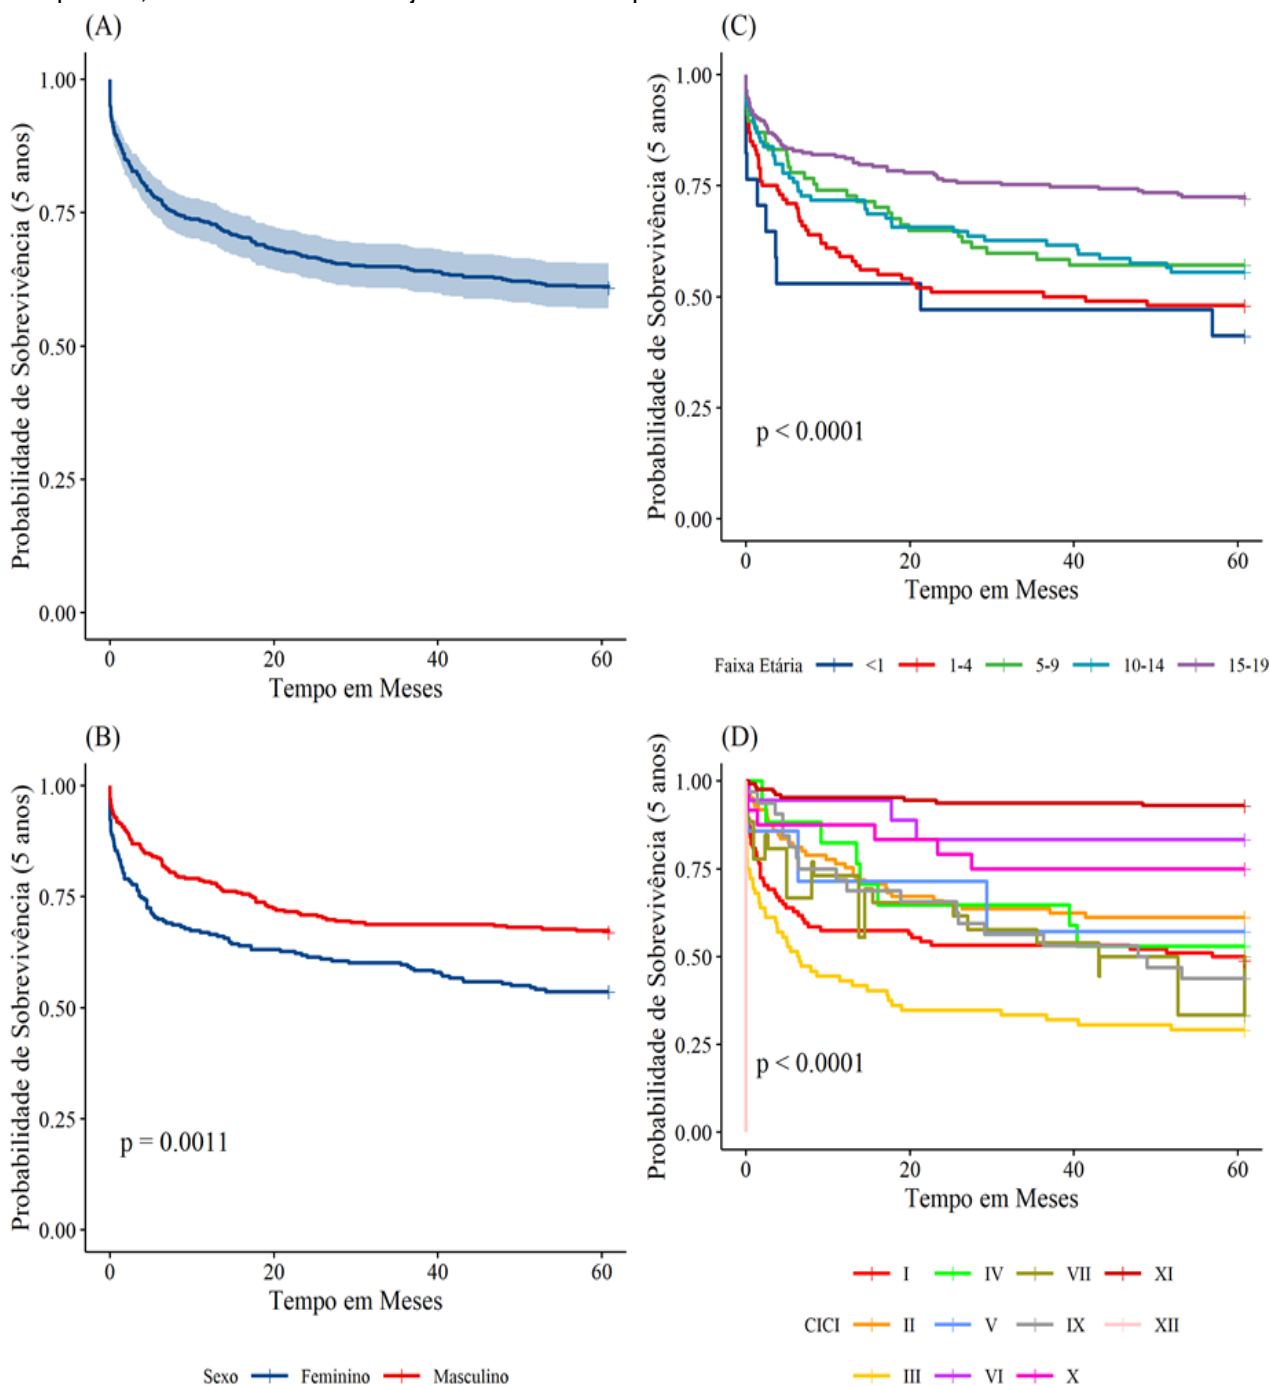 (A)
Probabilidade de Sobrevivência (5 anos)
1.00
0.75
0.50
0.25
0.00
0 20 40 60
Tempo em Meses
(C)
Probabilidade de Sobrevivência (5 anos)
1.00
0.75
0.50
0.25
0.00
p < 0.0001
0 20 40 60
Tempo em Meses
Faixa Etária <1 1-4 5-9 10-14 15-19
(B)
Probabilidade de Sobrevivência (5 anos)
1.00
0.75
0.50
0.25
0.00
p = 0.0011
0 20 40 60
Tempo em Meses
Sexo Feminino Masculino
(D)
Probabilidade de Sobrevivência (5 anos)
1.00
0.75
0.50
0.25
0.00
p < 0.0001
0 20 40 60
Tempo em Meses
I IV VII XI
CICI II V IX XII
III VI X